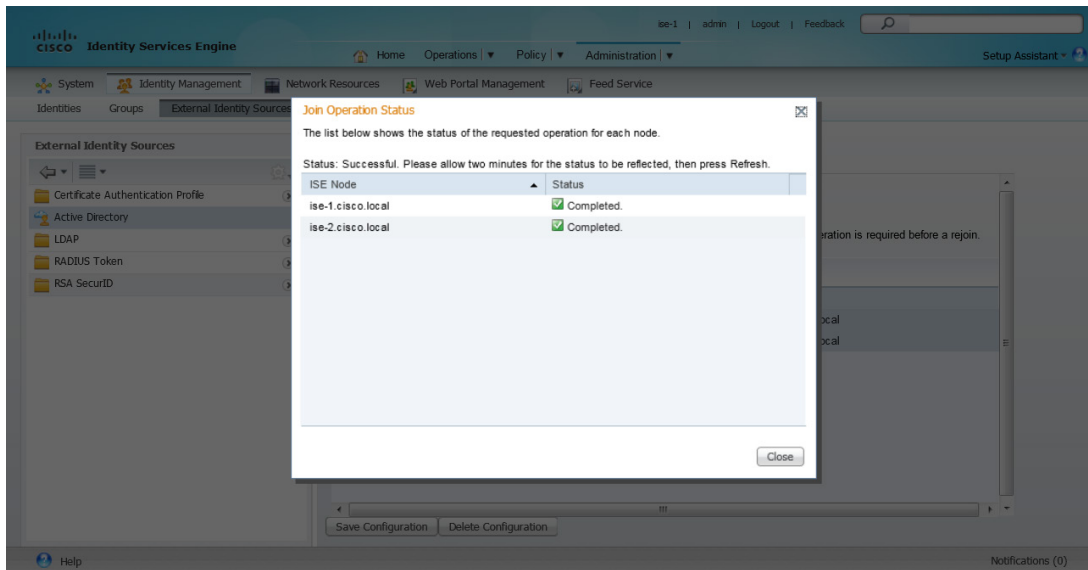 ise-1 | admin | Logout | Feedback
CISCO Identity Services Engine
Home Operations Policy Administration
Setup Assistant
System Identity Management Network Resources Web Portal Management Feed Service
Identities Groups External Identity Sources
External Identity Sources
Certificate Authentication Profile
Active Directory
LDAP
RADIUS Token
RSA SecurID
Join Operation Status
The list below shows the status of the requested operation for each node.
Status: Successful. Please allow two minutes for the status to be reflected, then press Refresh.
ISE Node Status
ise-1.cisco.local Completed.
ise-2.cisco.local Completed.
Close
is required before a rejoin.
Save Configuration Delete Configuration
Help
Notifications (0)